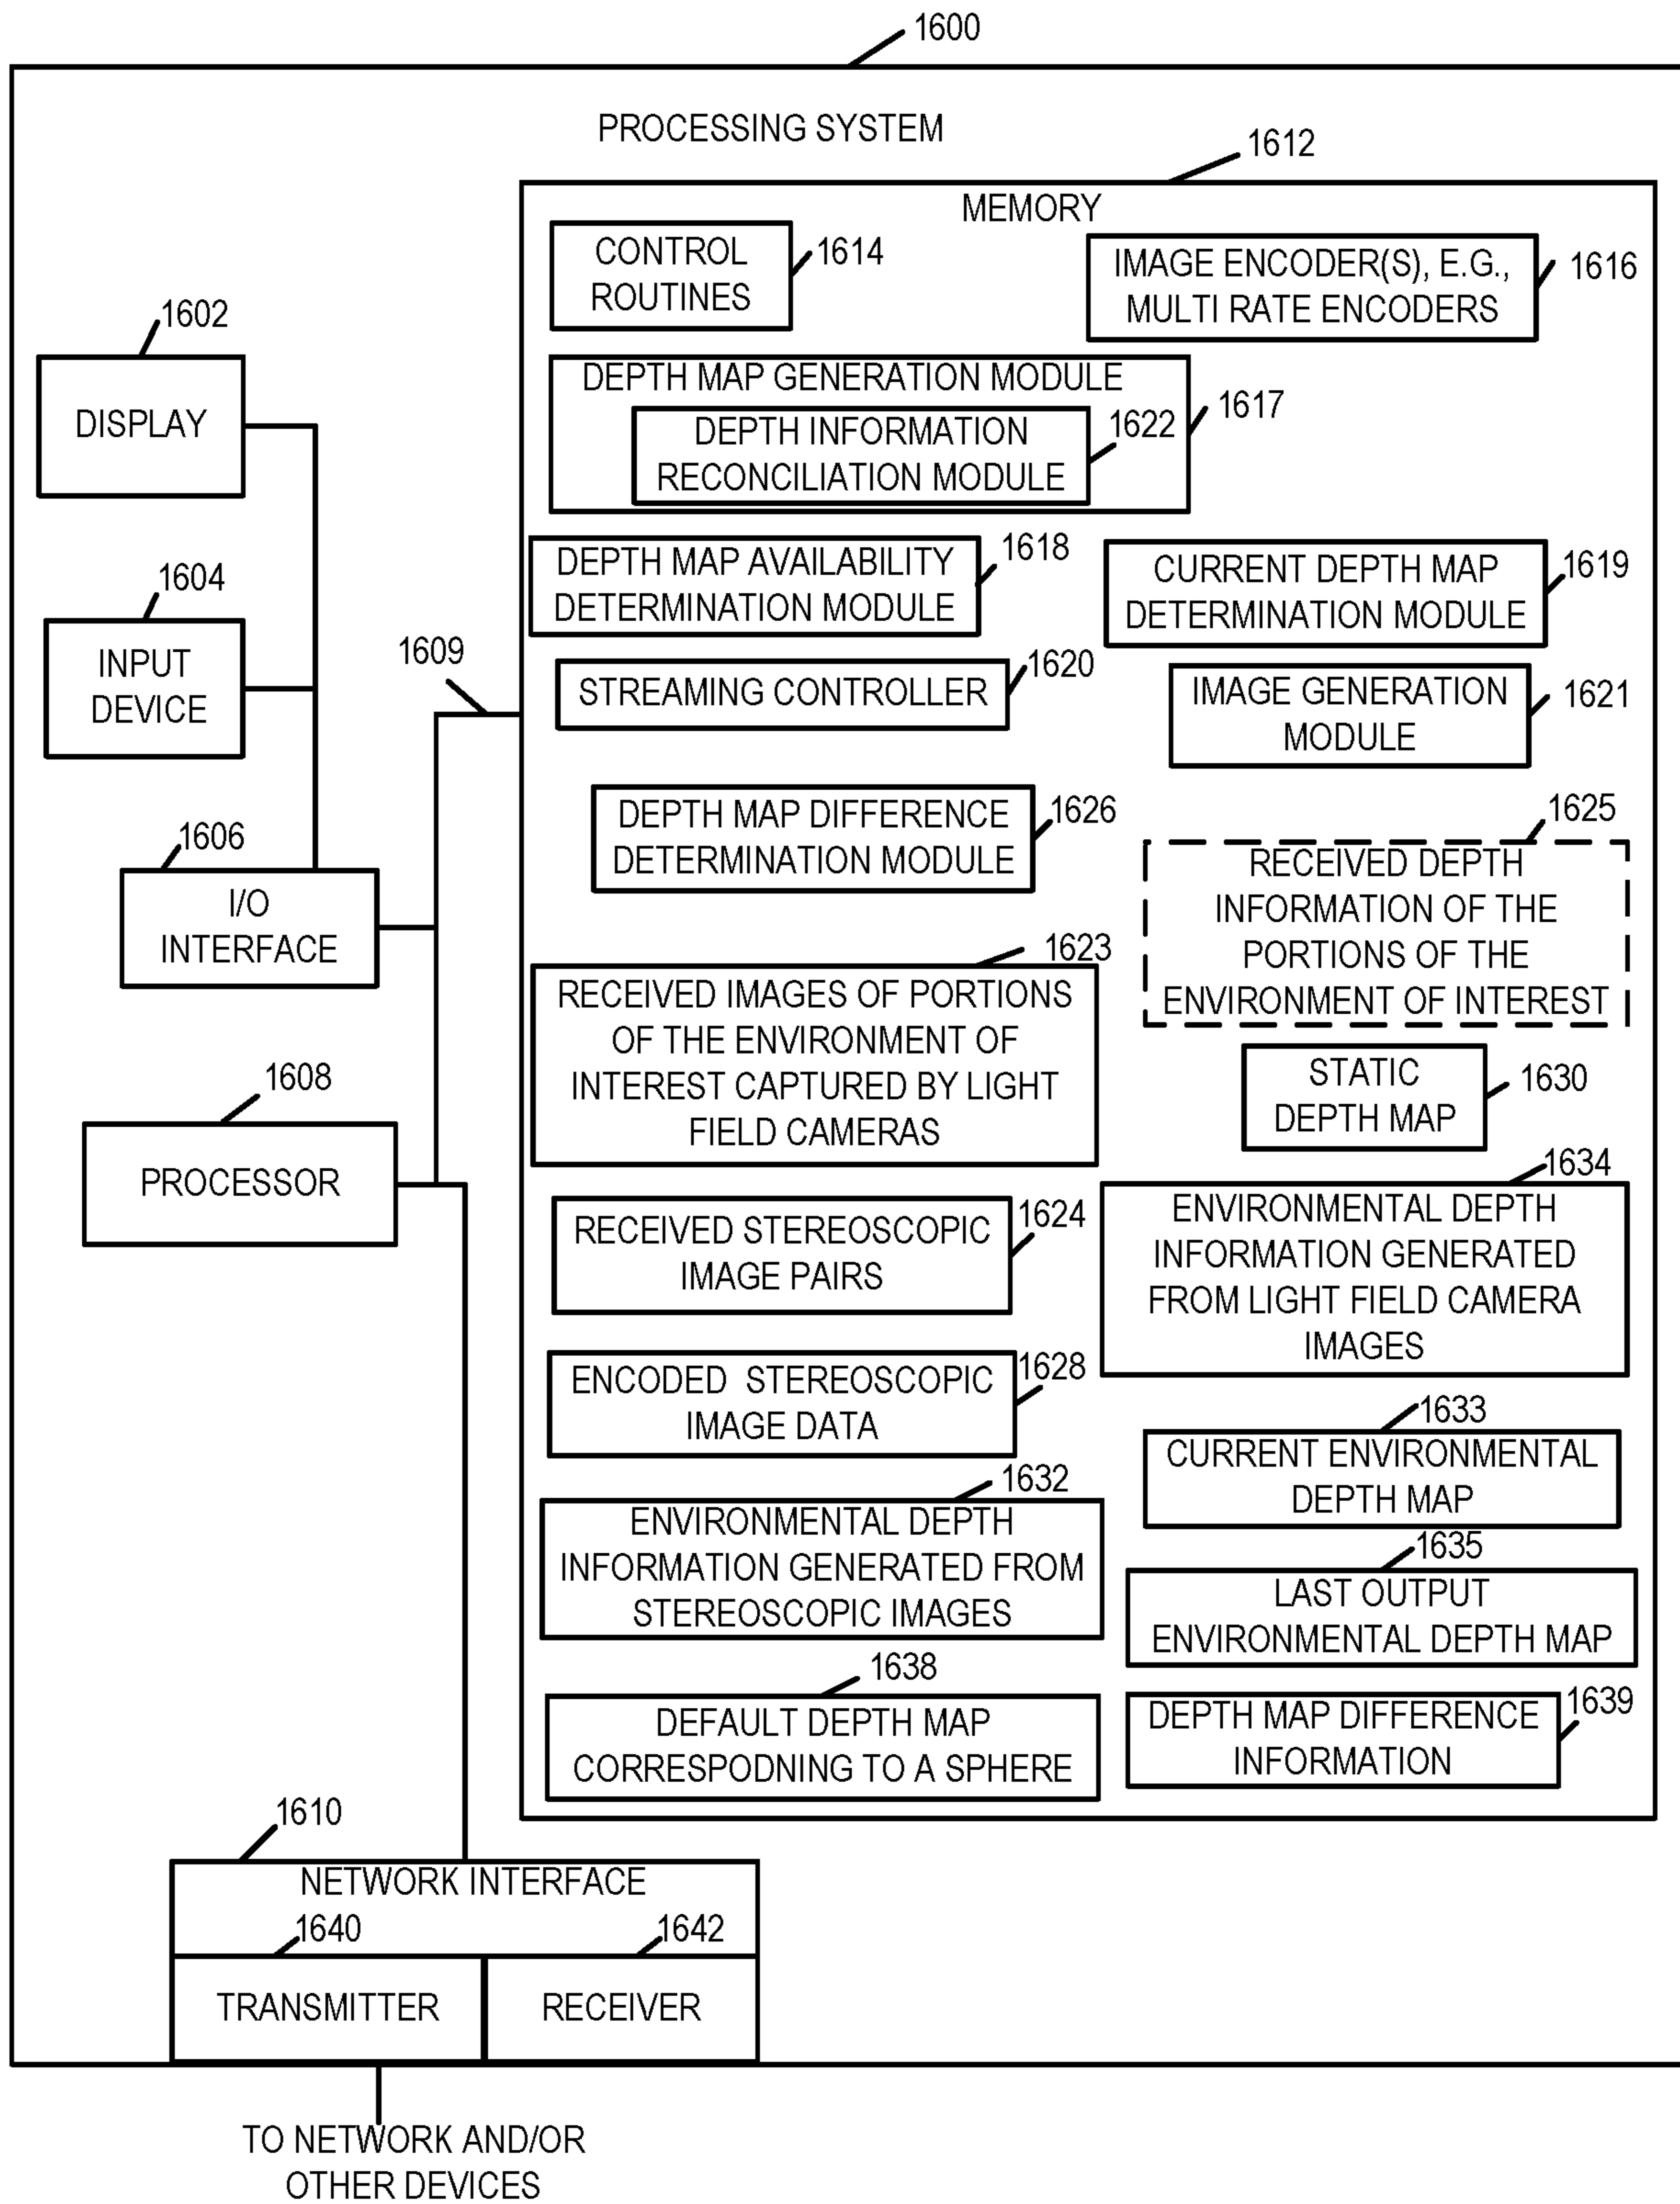 1600
PROCESSING SYSTEM
1612
MEMORY
CONTROL
ROUTINES
1614
IMAGE ENCODER(S), E.G.,
MULTI RATE ENCODERS
1616
1602
DISPLAY
DEPTH MAP GENERATION MODULE
1617
DEPTH INFORMATION
RECONCILIATION MODULE
1622
DEPTH MAP AVAILABILITY
DETERMINATION MODULE
1618
CURRENT DEPTH MAP
DETERMINATION MODULE
1619
1604
INPUT
DEVICE
1609
STREAMING CONTROLLER
1620
IMAGE GENERATION
MODULE
1621
DEPTH MAP DIFFERENCE
DETERMINATION MODULE
1626
1625
RECEIVED DEPTH
INFORMATION OF THE
PORTIONS OF THE
ENVIRONMENT OF INTEREST
1606
I/O
INTERFACE
1623
RECEIVED IMAGES OF PORTIONS
OF THE ENVIRONMENT OF
INTEREST CAPTURED BY LIGHT
FIELD CAMERAS
STATIC
DEPTH MAP
1630
1608
PROCESSOR
1634
ENVIRONMENTAL DEPTH
INFORMATION GENERATED
FROM LIGHT FIELD CAMERA
IMAGES
RECEIVED STEREOSCOPIC
IMAGE PAIRS
1624
ENCODED STEREOSCOPIC
IMAGE DATA
1628
1633
CURRENT ENVIRONMENTAL
DEPTH MAP
1632
ENVIRONMENTAL DEPTH
INFORMATION GENERATED FROM
STEREOSCOPIC IMAGES
1635
LAST OUTPUT
ENVIRONMENTAL DEPTH MAP
1638
DEFAULT DEPTH MAP
CORRESPODNING TO A SPHERE
DEPTH MAP DIFFERENCE
INFORMATION
1639
1610
NETWORK INTERFACE
1640
1642
TRANSMITTER
RECEIVER
TO NETWORK AND/OR
OTHER DEVICES